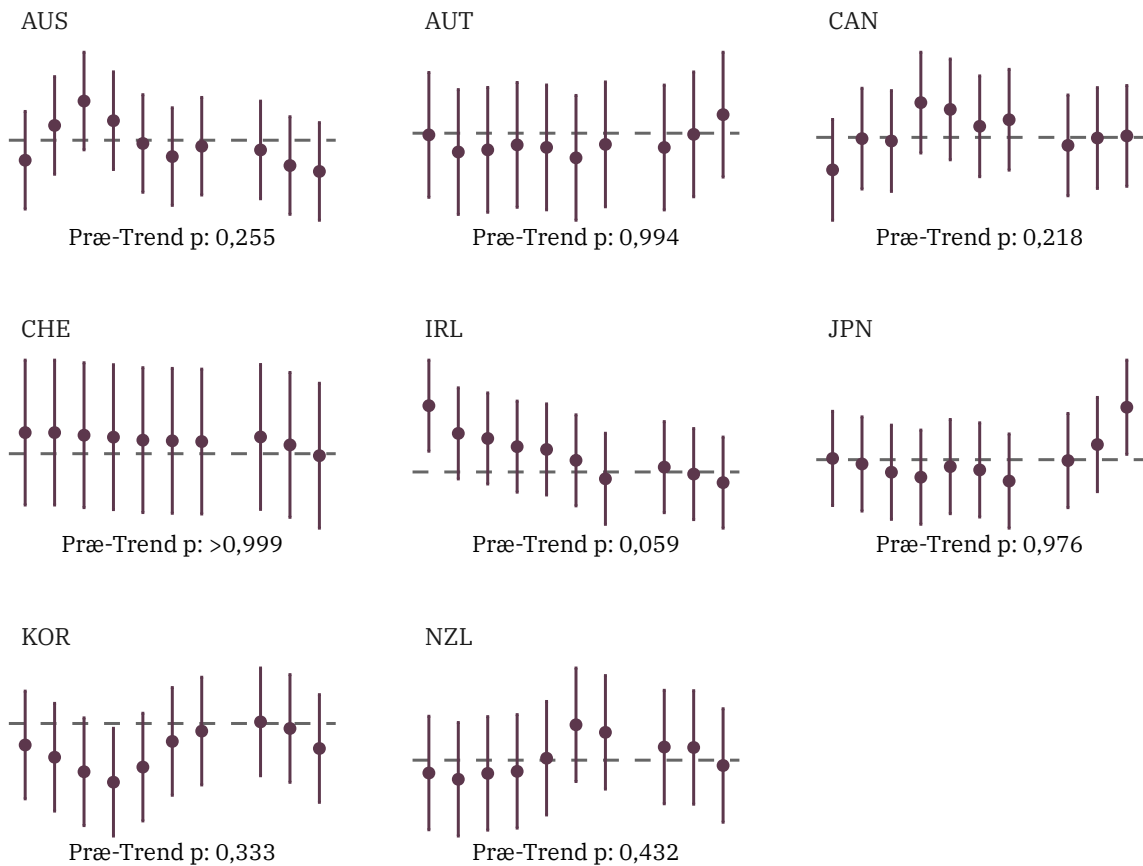 AUS
AUT
CAN
Præ-Trend p: 0,255
Præ-Trend p: 0,994
Præ-Trend p: 0,218
CHE
IRL
JPN
Præ-Trend p: >0,999
Præ-Trend p: 0,059
Præ-Trend p: 0,976
KOR
NZL
Præ-Trend p: 0,333
Præ-Trend p: 0,432